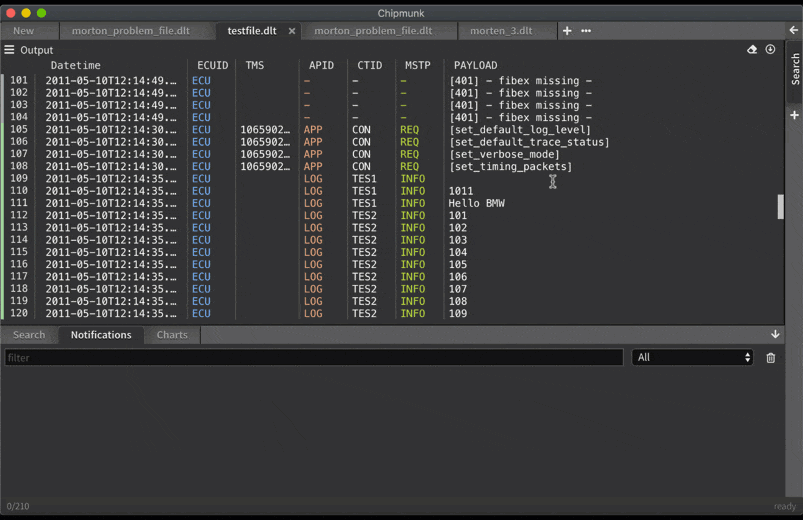 Chipmunk
New morton_problem_file.dlt testfile.dlt × morton_problem_file.dlt morten_3.dlt + •••
Output
Datetime ECUID TMS APID CTID MSTP PAYLOAD
101 2011-05-10T12:14:49.… ECU – – – [401] - fibex missing -
102 2011-05-10T12:14:49.… ECU – – – [401] - fibex missing -
103 2011-05-10T12:14:49.… ECU – – – [401] - fibex missing -
104 2011-05-10T12:14:49.… ECU – – – [401] - fibex missing -
105 2011-05-10T12:14:30.… ECU 1065902… APP CON REQ [set_default_log_level]
106 2011-05-10T12:14:30.… ECU 1065902… APP CON REQ [set_default_trace_status]
107 2011-05-10T12:14:30.… ECU 1065902… APP CON REQ [set_verbose_mode]
108 2011-05-10T12:14:30.… ECU 1065902… APP CON REQ [set_timing_packets]
109 2011-05-10T12:14:35.… ECU LOG TES1 INFO
110 2011-05-10T12:14:35.… ECU LOG TES1 INFO 1011
111 2011-05-10T12:14:35.… ECU LOG TES1 INFO Hello BMW
112 2011-05-10T12:14:35.… ECU LOG TES2 INFO 101
113 2011-05-10T12:14:35.… ECU LOG TES2 INFO 102
114 2011-05-10T12:14:35.… ECU LOG TES2 INFO 103
115 2011-05-10T12:14:35.… ECU LOG TES2 INFO 104
116 2011-05-10T12:14:35.… ECU LOG TES2 INFO 105
117 2011-05-10T12:14:35.… ECU LOG TES2 INFO 106
118 2011-05-10T12:14:35.… ECU LOG TES2 INFO 107
119 2011-05-10T12:14:35.… ECU LOG TES2 INFO 108
120 2011-05-10T12:14:35.… ECU LOG TES2 INFO 109
Search
Search Notifications Charts
filter All
0/210 ready